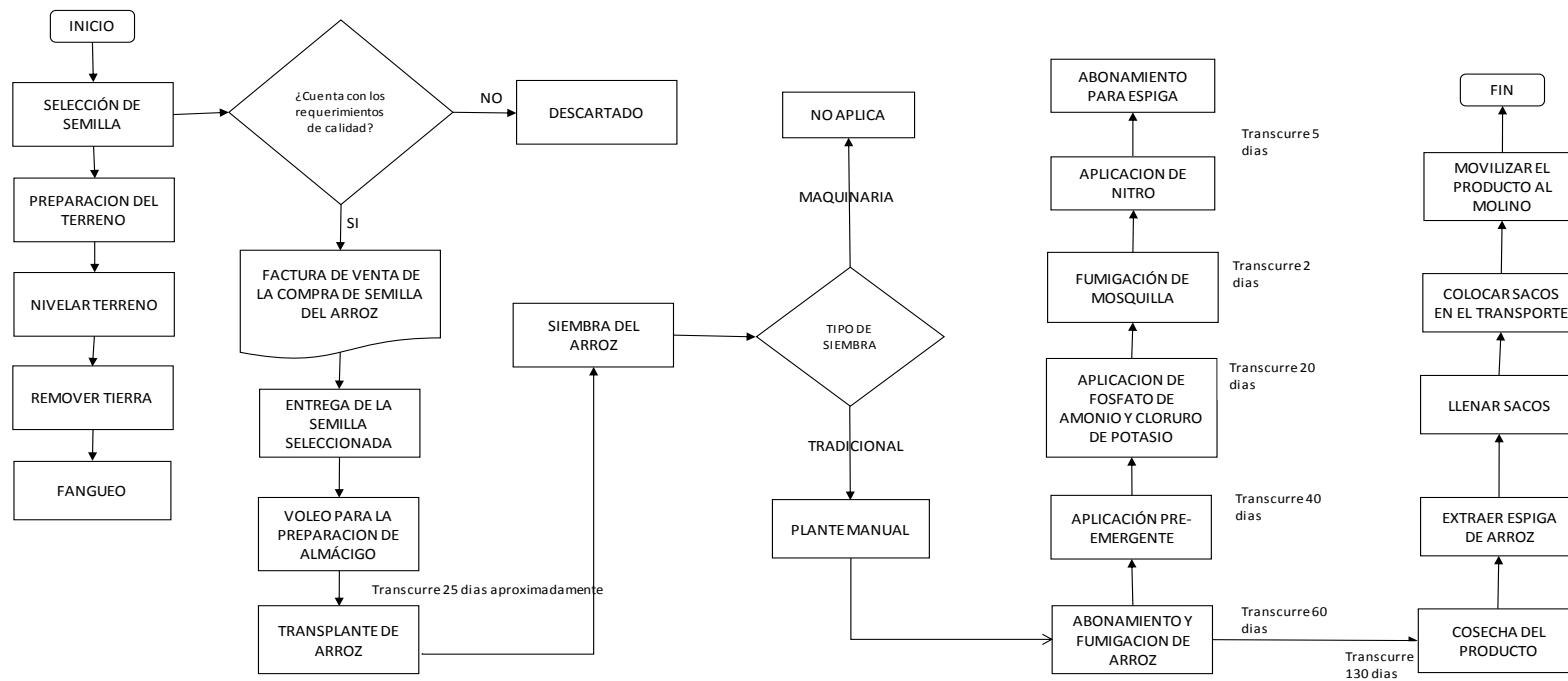 INICIO
SELECCIÓN DE
SEMILLA
PREPARACION DEL
TERRENO
NIVELAR TERRENO
REMOVER TIERRA
FANGUEO
¿Cuenta con los
requerimientos
de calidad?
NO
DESCARTADO
SI
FACTURA DE VENTA DE
LA COMPRA DE SEMILLA
DEL ARROZ
ENTREGA DE LA
SEMILLA
SELECCIONADA
VOLEO PARA LA
PREPARACION DE
ALMÁCIGO
Transcurre 25 dias aproximadamente
TRANSPLANTE DE
ARROZ
SIEMBRA DEL
ARROZ
TIPO DE
SIEMBRA
MAQUINARIA
NO APLICA
TRADICIONAL
PLANTE MANUAL
ABONAMIENTO
PARA ESPIGA
Transcurre 5
dias
APLICACION DE
NITRO
Transcurre 2
dias
FUMIGACIÓN DE
MOSQUILLA
Transcurre 20
dias
APLICACION DE
FOSFATO DE
AMONIO Y CLORURO
DE POTASIO
Transcurre 40
dias
APLICACIÓN PRE-
EMERGENTE
Transcurre 60
dias
ABONAMIENTO Y
FUMIGACION DE
ARROZ
Transcurre
130 dias
FIN
MOVILIZAR EL
PRODUCTO AL
MOLINO
COLOCAR SACOS
EN EL TRANSPORTE
LLENAR SACOS
EXTRAER ESPIGA
DE ARROZ
COSECHA DEL
PRODUCTO